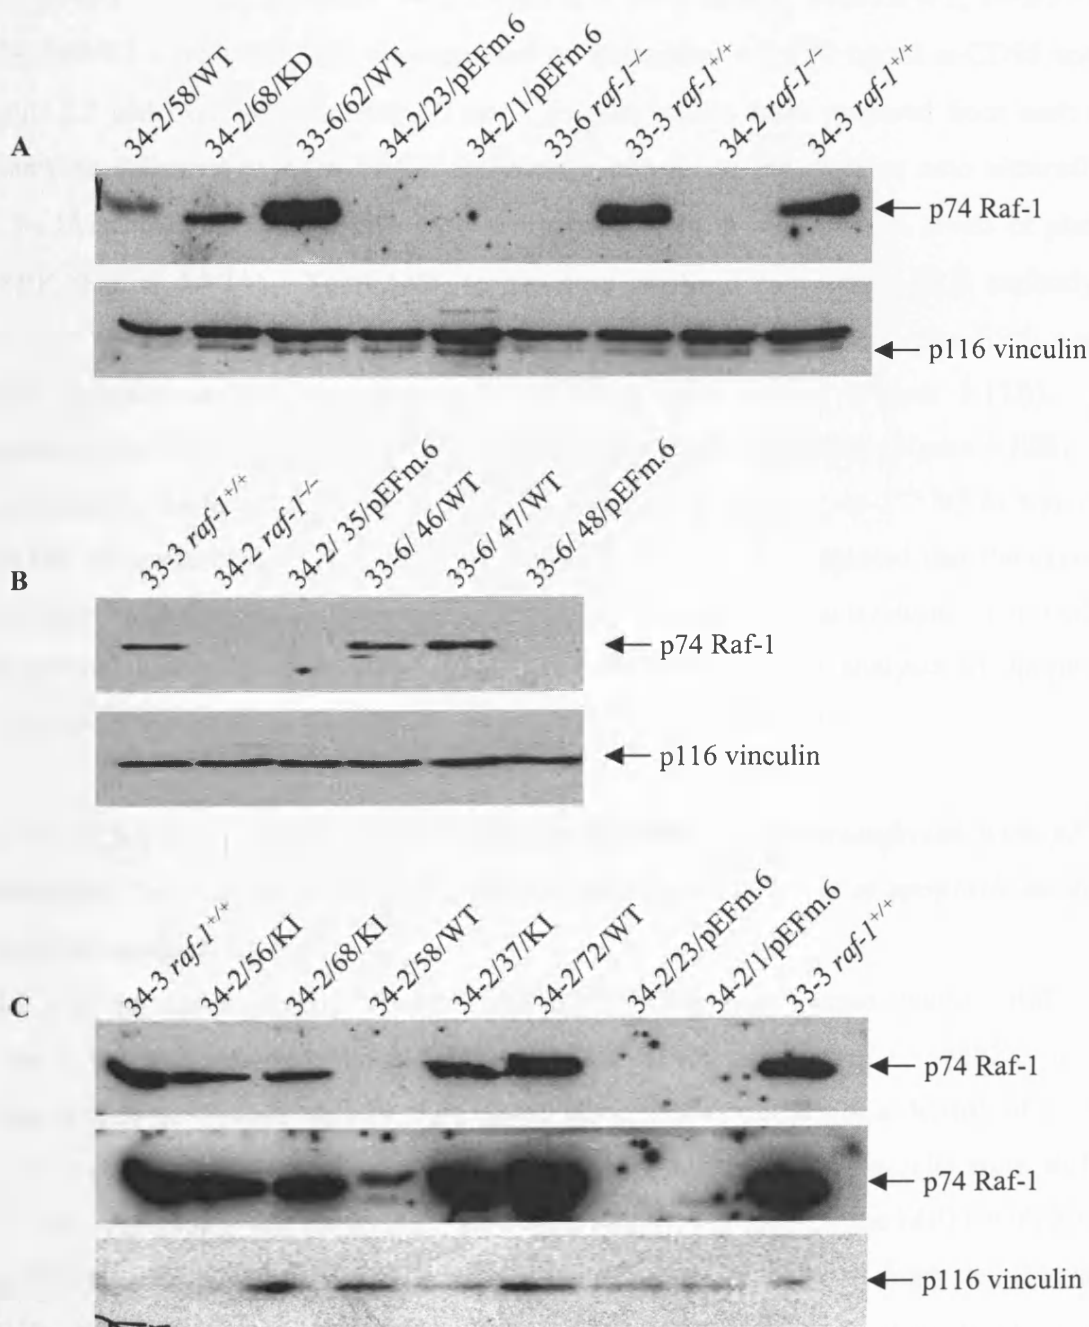 A
34-2/58/WT
34-2/68/KD
33-6/62/WT
34-2/23/pEFm.6
34-2/1/pEFm.6
33-6 raf-1⁻/⁻
33-3 raf-1⁺/⁺
34-2 raf-1⁻/⁻
34-3 raf-1⁺/⁺
p74 Raf-1
p116 vinculin
B
33-3 raf-1⁺/⁺
34-2 raf-1⁻/⁻
34-2/ 35/pEFm.6
33-6/ 46/WT
33-6/ 47/WT
33-6/ 48/pEFm.6
p74 Raf-1
p116 vinculin
C
34-3 raf-1⁺/⁺
34-2/56/KI
34-2/68/KI
34-2/58/WT
34-2/37/KI
34-2/72/WT
34-2/23/pEFm.6
34-2/1/pEFm.6
33-3 raf-1⁺/⁺
p74 Raf-1
p74 Raf-1
p116 vinculin